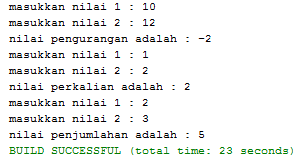 masukkan nilai 1 : 10
masukkan nilai 2 : 12
nilai pengurangan adalah : -2
masukkan nilai 1 : 1
masukkan nilai 2 : 2
nilai perkalian adalah : 2
masukkan nilai 1 : 2
masukkan nilai 2 : 3
nilai penjumlahan adalah : 5
BUILD SUCCESSFUL (total time: 23 seconds)